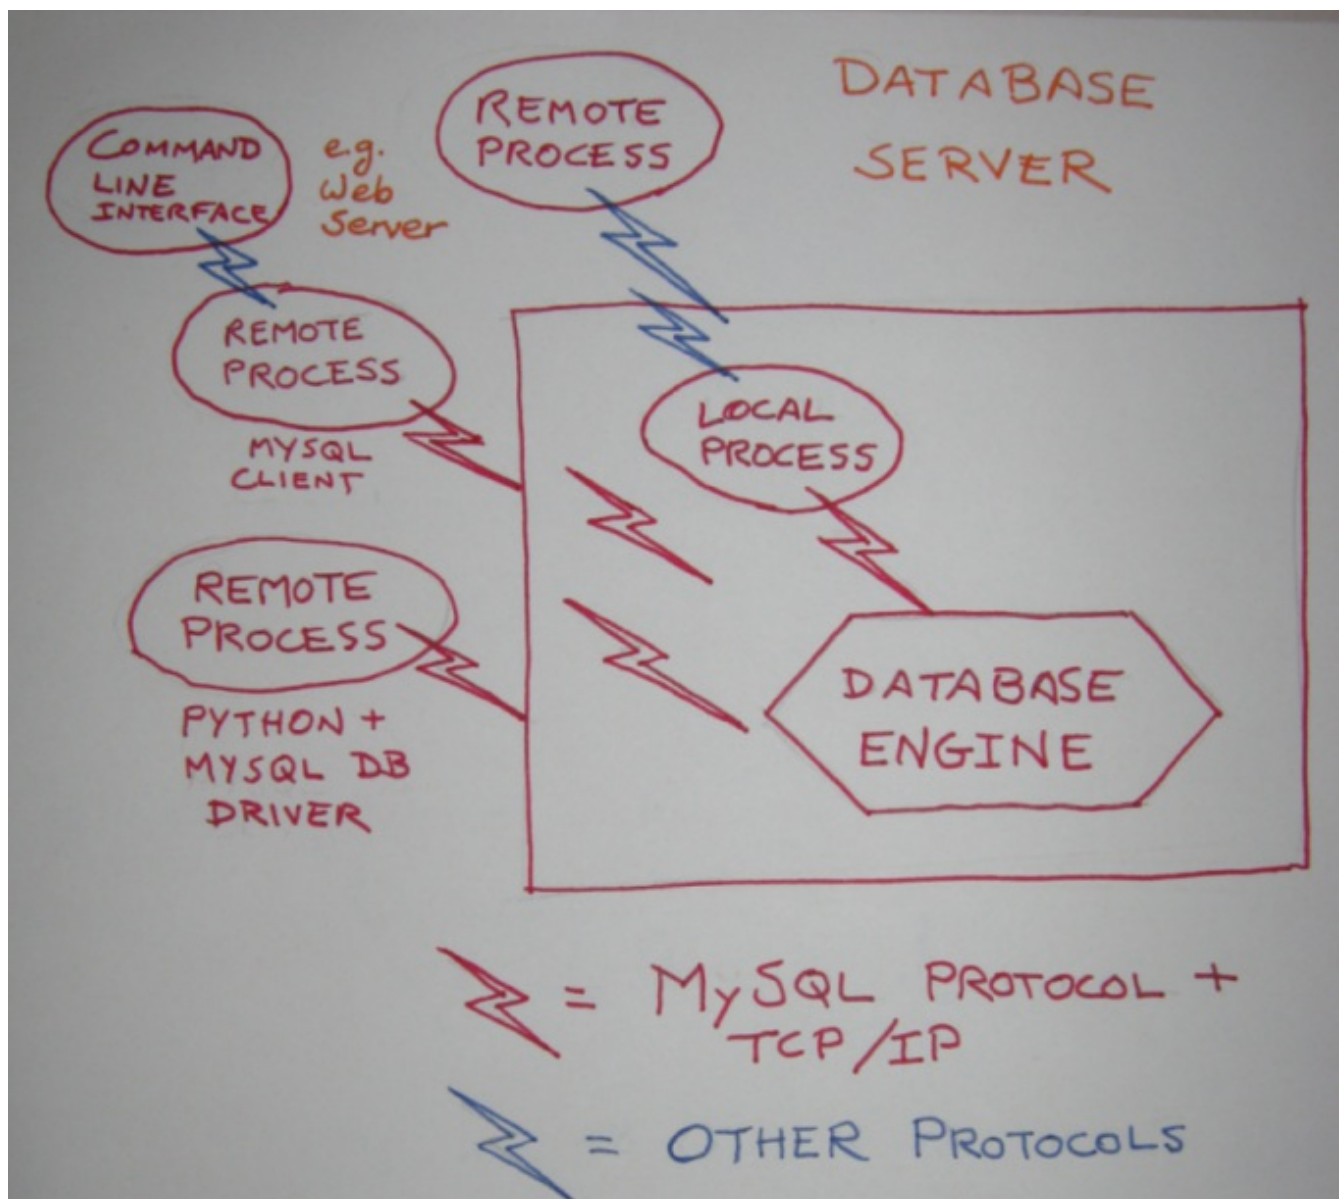 DATABASE
SERVER
REMOTE
PROCESS
COMMAND
LINE
INTERFACE
e.g.
Web
Server
REMOTE
PROCESS
MYSQL
CLIENT
LOCAL
PROCESS
REMOTE
PROCESS
PYTHON +
MYSQL DB
DRIVER
DATABASE
ENGINE
= MySQL PROTOCOL +
TCP/IP
= OTHER PROTOCOLS